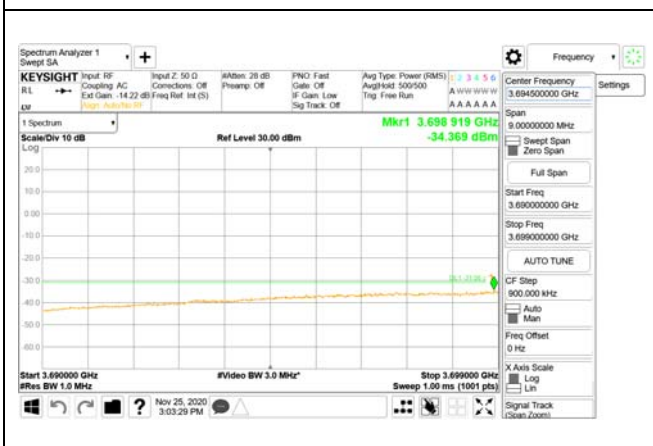 Spectrum Analyzer 1
Swept SA
+
Frequency
KEYSIGHT
Input: RF
Input Z: 50 Ω
#Atten: 28 dB
PNO: Fast
Avg Type: Power (RMS)
1 2 3 4 5 6
RL
Coupling: AC
Corrections: Off
Preamp: Off
Gate: Off
Avg|Hold: 500/500
A W W W W W
Ext Gain: -14.22 dB
Freq Ref: Int (S)
IF Gain: Low
Trig: Free Run
Align: Auto/No RF
Sig Track: Off
A A A A A A
1 Spectrum
Mkr1 3.698 919 GHz
Scale/Div 10 dB
Ref Level 30.00 dBm
-34.369 dBm
Log
20.0
10.0
0.00
-10.0
-20.0
-30.0
-40.0
-50.0
-60.0
Start 3.690000 GHz
#Video BW 3.0 MHz*
Stop 3.699000 GHz
#Res BW 1.0 MHz
Sweep 1.00 ms (1001 pts)
Nov 25, 2020
3:03:29 PM
Center Frequency
3.694500000 GHz
Settings
Span
9.00000000 MHz
Swept Span
Zero Span
Full Span
Start Freq
3.690000000 GHz
Stop Freq
3.699000000 GHz
AUTO TUNE
CF Step
900.000 kHz
Auto
Man
Freq Offset
0 Hz
X Axis Scale
Log
Lin
Signal Track
(Span Zoom)